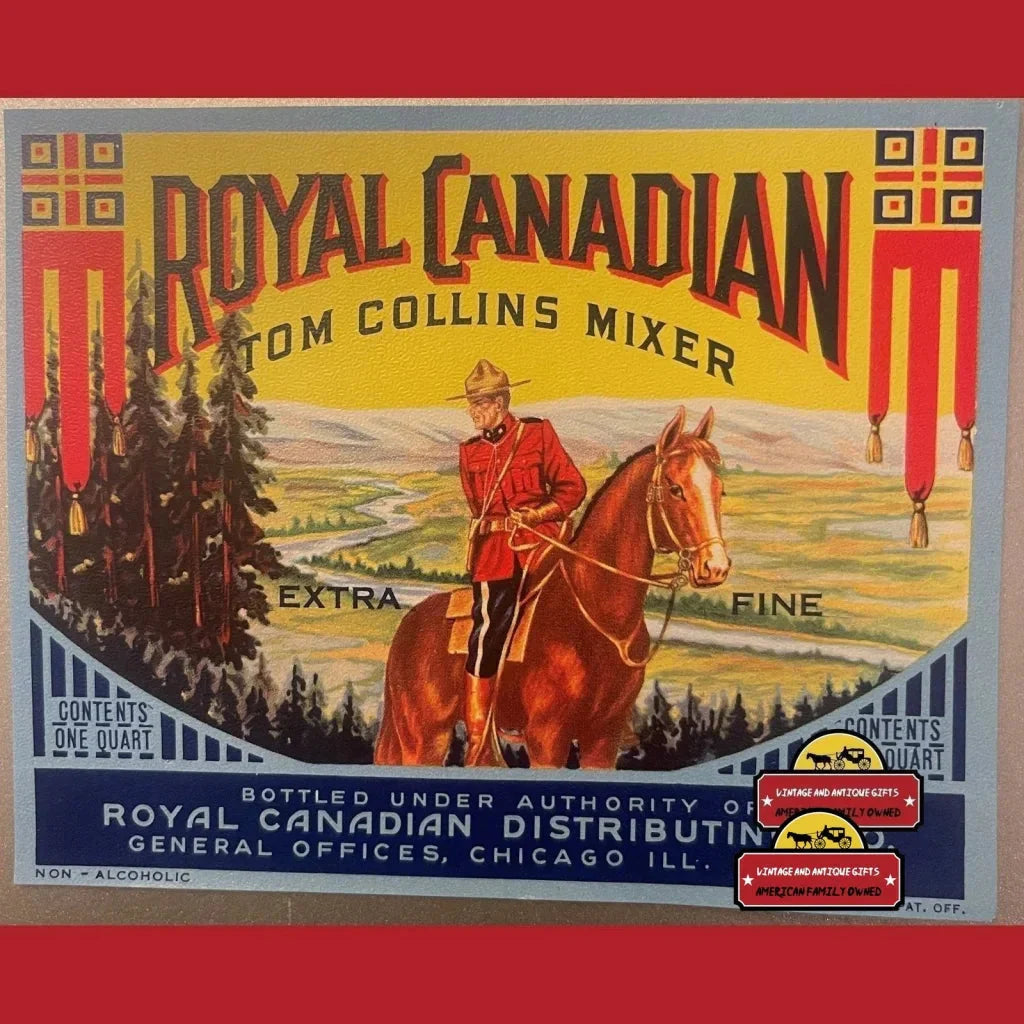 ROYAL CANADIAN
TOM COLLINS MIXER
EXTRA FINE
CONTENTS
ONE QUART
CONTENTS
QUART
BOTTLED UNDER AUTHORITY OF
ROYAL CANADIAN DISTRIBUTIN CO.
GENERAL OFFICES, CHICAGO ILL.
NON - ALCOHOLIC
PAT. OFF.
VINTAGE AND ANTIQUE GIFTS
AMERICAN FAMILY OWNED
VINTAGE AND ANTIQUE GIFTS
AMERICAN FAMILY OWNED